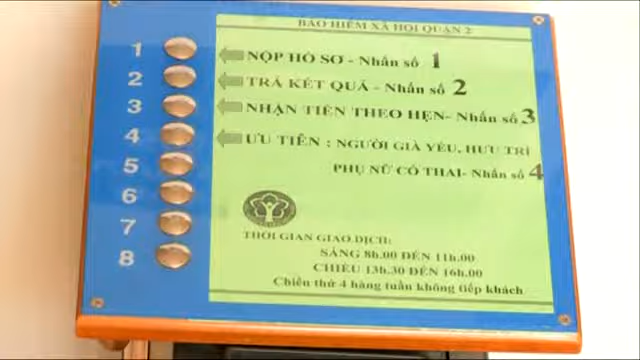 BẢO HIỂM XÃ HỘI QUẬN 2
1 NỘP HỒ SƠ - Nhấn số 1
2 TRẢ KẾT QUẢ - Nhấn số 2
3 NHẬN TIỀN THEO HẸN- Nhấn số 3
4 ƯU TIÊN : NGƯỜI GIÀ YẾU, HƯU TRÍ
5 PHỤ NỮ CÓ THAI- Nhấn số 4
6
7
8
THỜI GIAN GIAO DỊCH:
SÁNG 8h.00 ĐẾN 11h.00
CHIỀU 13h.30 ĐẾN 16h.00
Chiều thứ 4 hàng tuần không tiếp khách